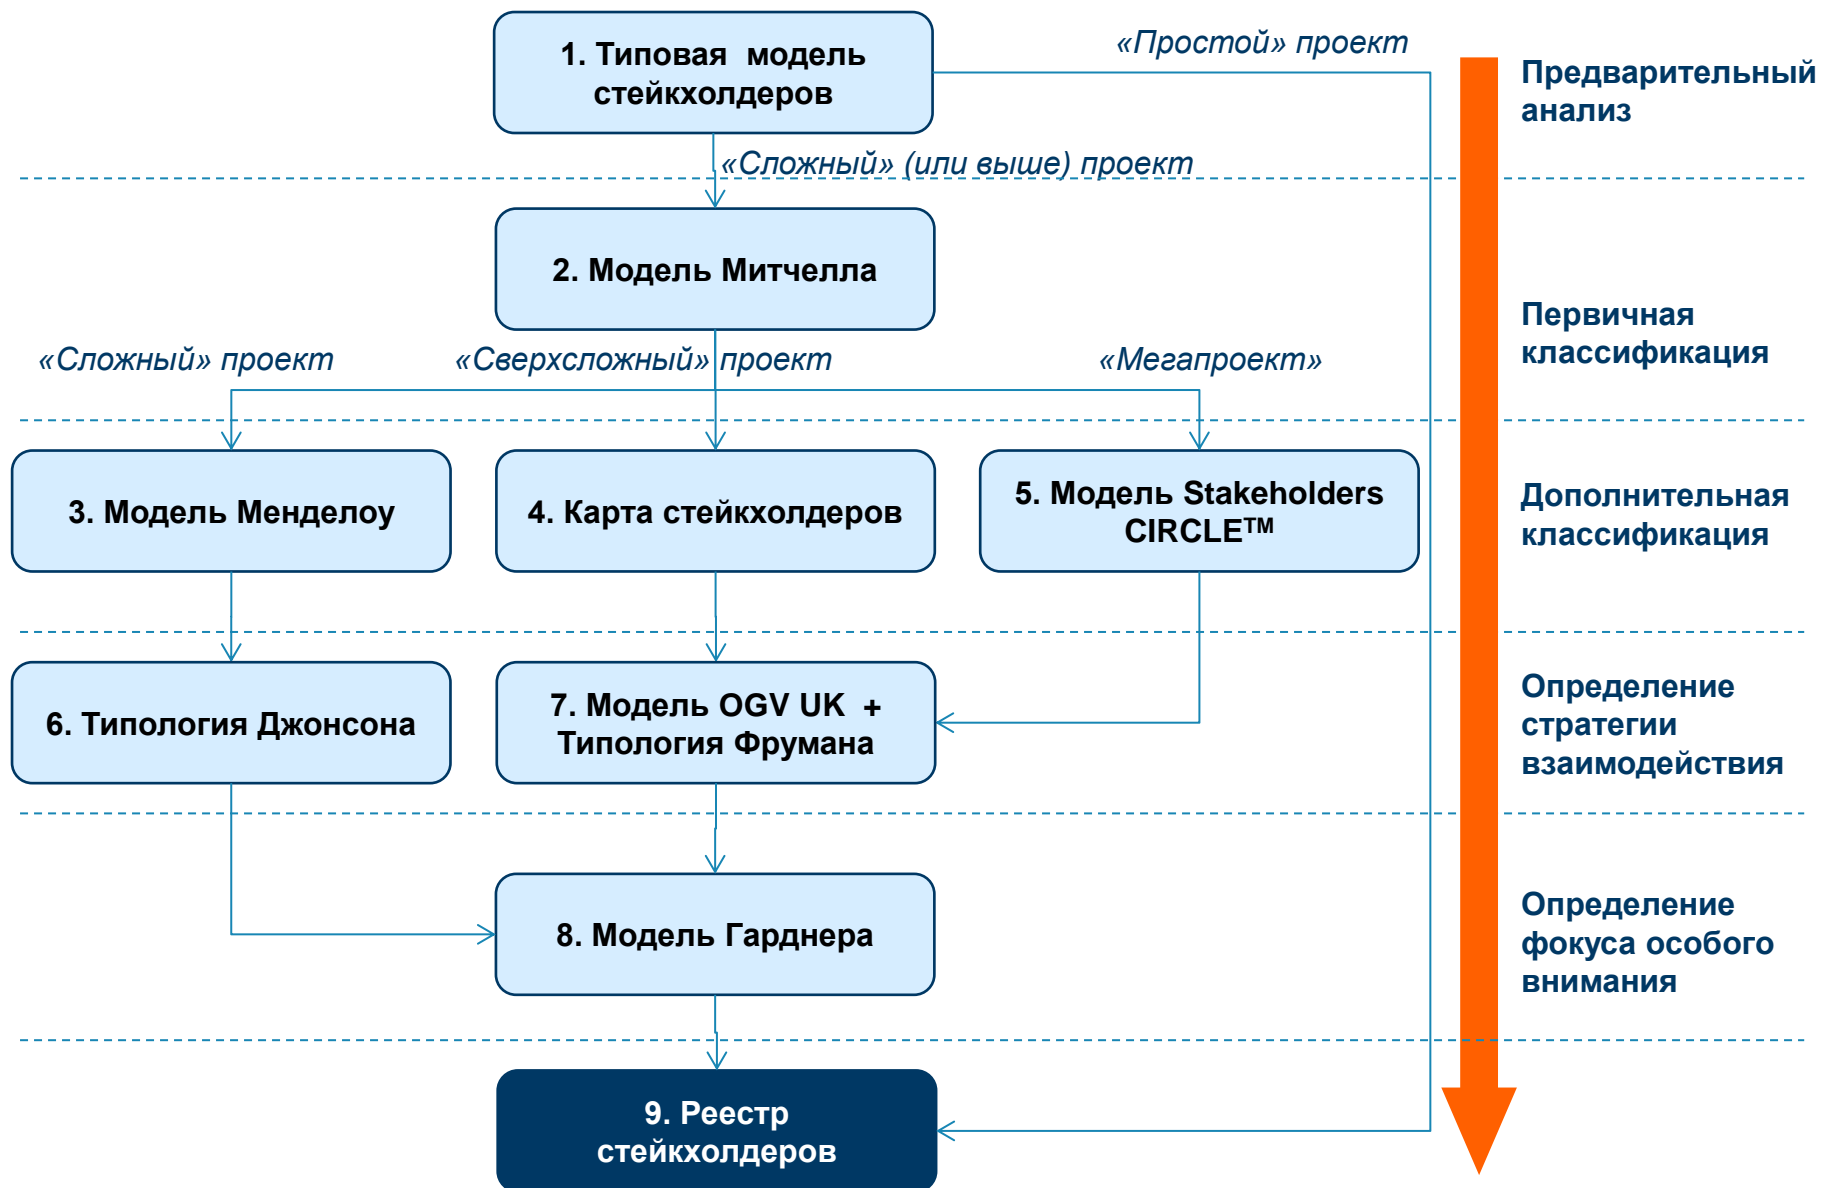 1. Типовая модель
стейкхолдеров
«Простой» проект
Предварительный
анализ
«Сложный» (или выше) проект
2. Модель Митчелла
Первичная
классификация
«Сложный» проект
«Сверхсложный» проект
«Мегапроект»
3. Модель Менделоу
4. Карта стейкхолдеров
5. Модель Stakeholders
CIRCLE™
Дополнительная
классификация
6. Типология Джонсона
7. Модель OGV UK +
Типология Фрумана
Определение
стратегии
взаимодействия
8. Модель Гарднера
Определение
фокуса особого
внимания
9. Реестр
стейкхолдеров